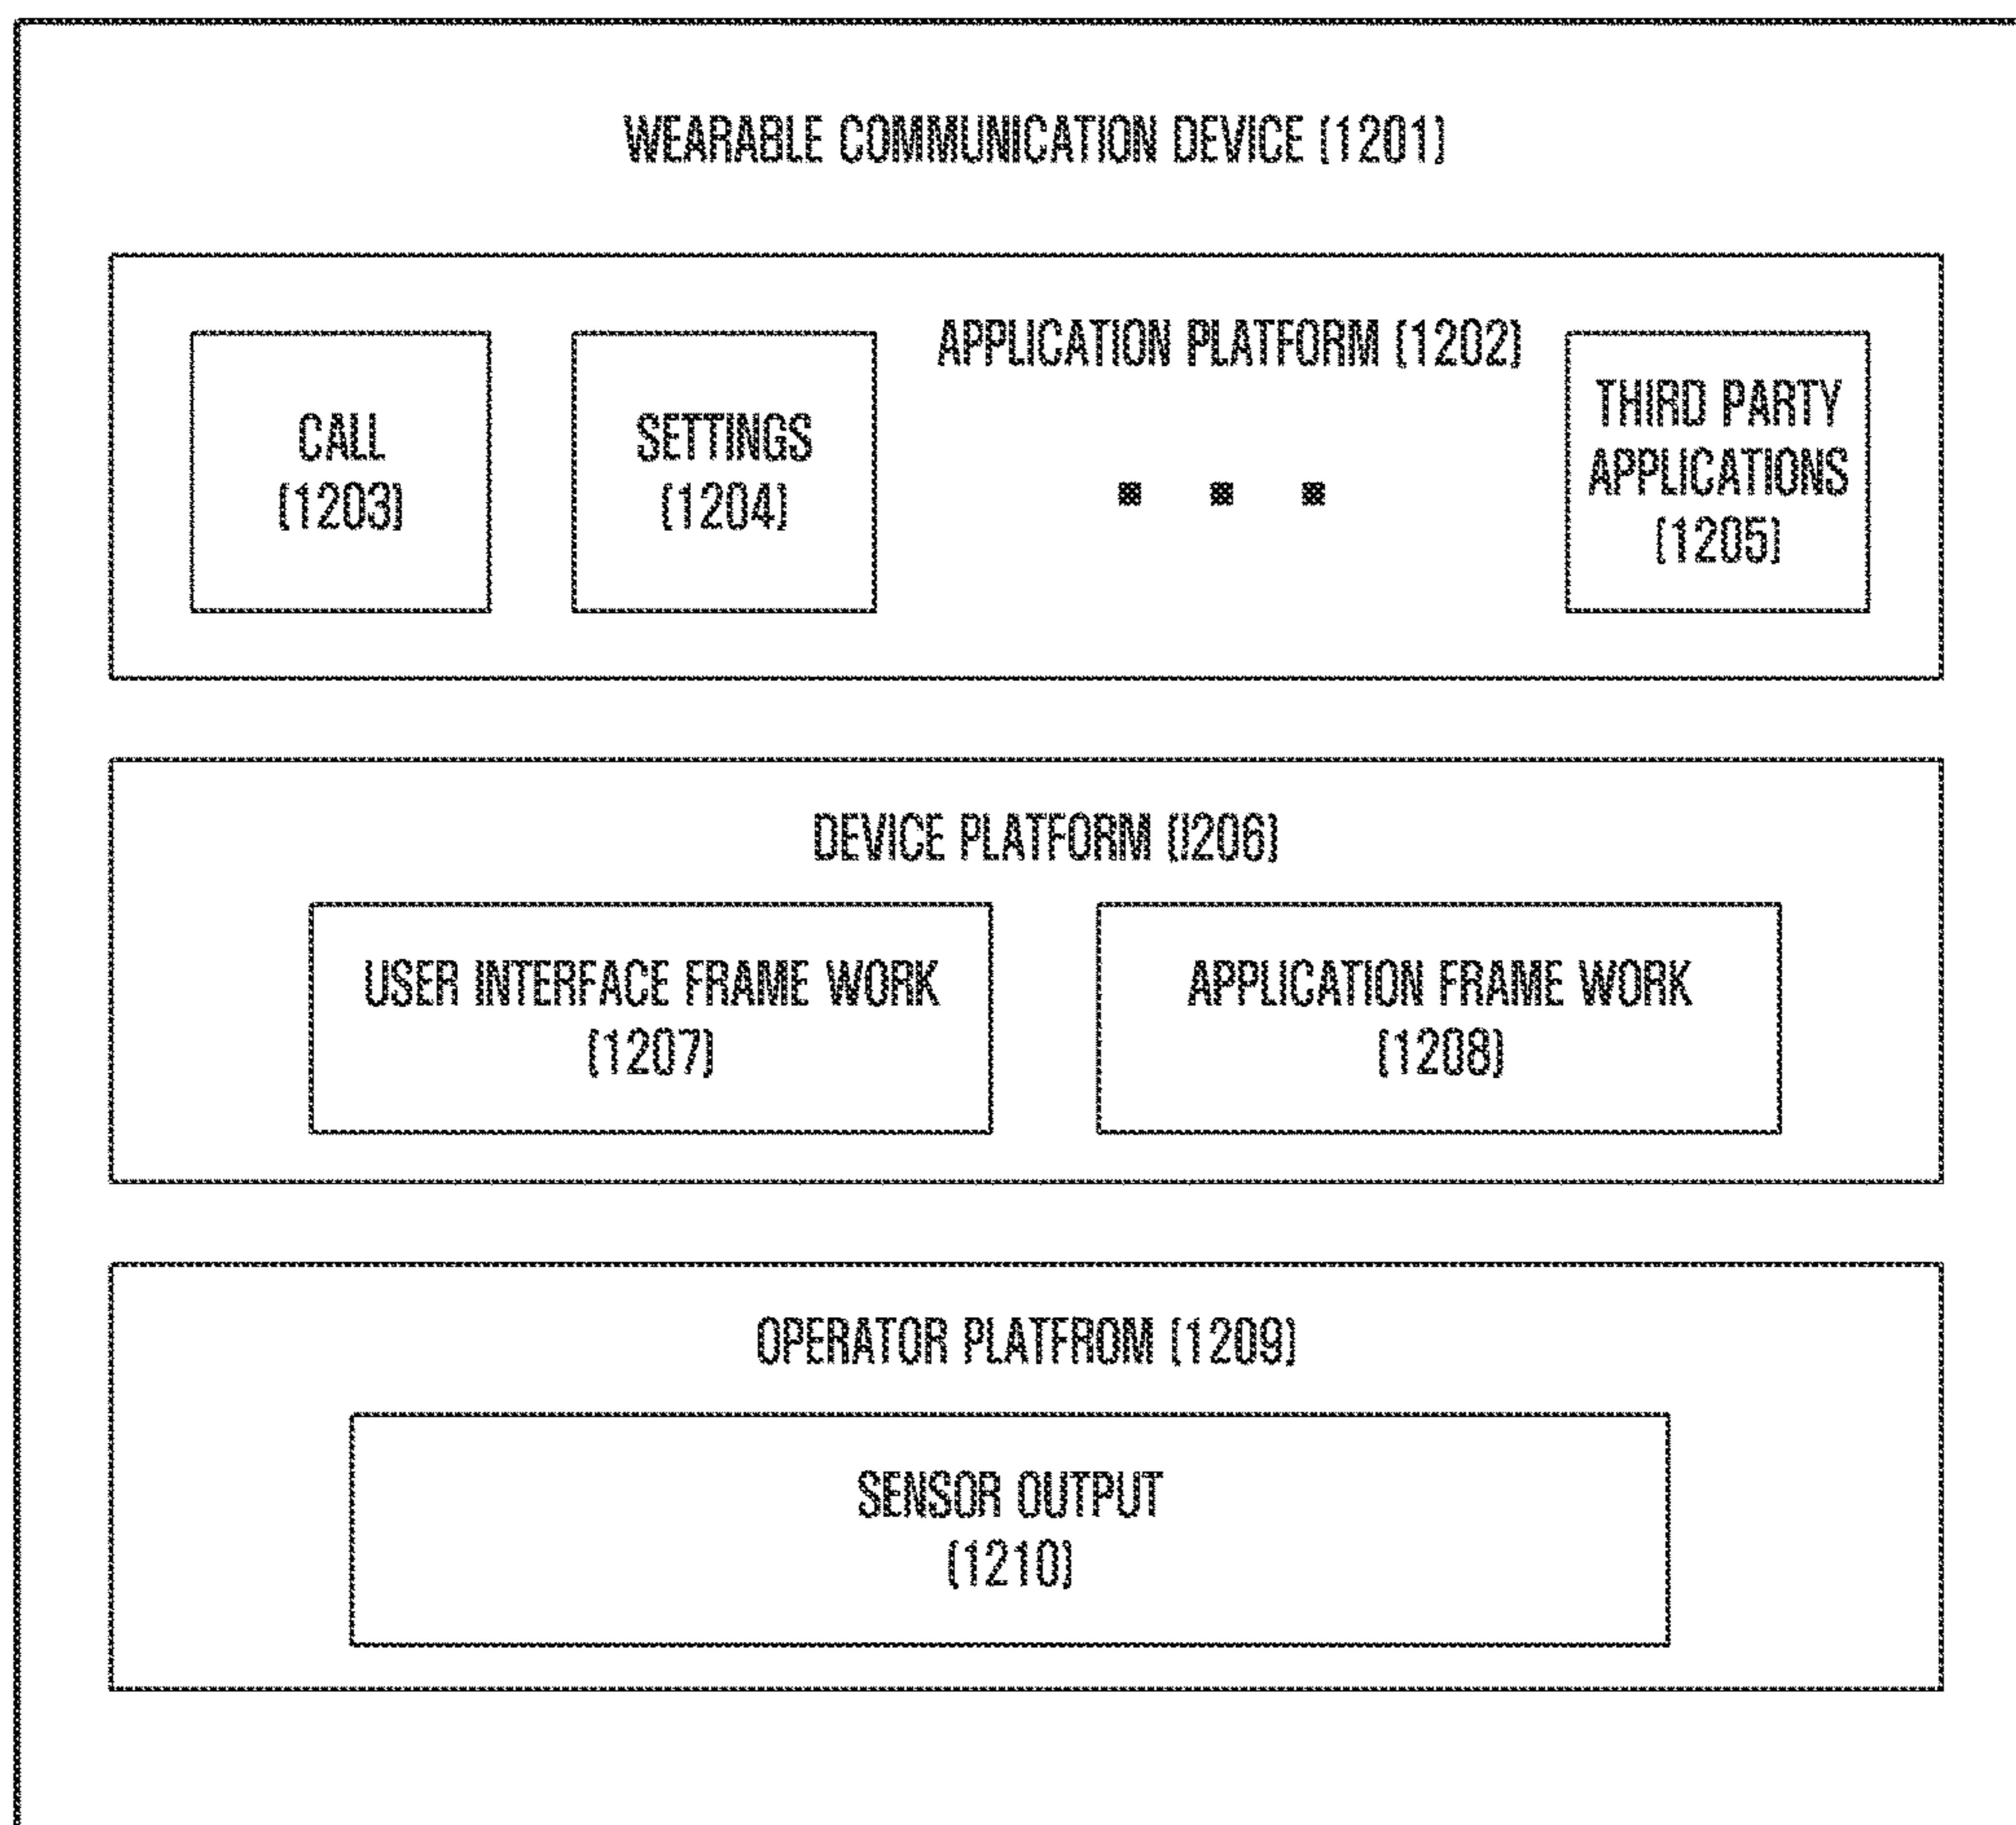 WEARABLE COMMUNICATION DEVICE (1201)
APPLICATION PLATFORM (1202)
CALL
(1203)
SETTINGS
(1204)
THIRD PARTY
APPLICATIONS
(1205)
DEVICE PLATFORM (I206)
USER INTERFACE FRAME WORK
(1207)
APPLICATION FRAME WORK
(1208)
OPERATOR PLATFROM (1209)
SENSOR OUTPUT
(1210)